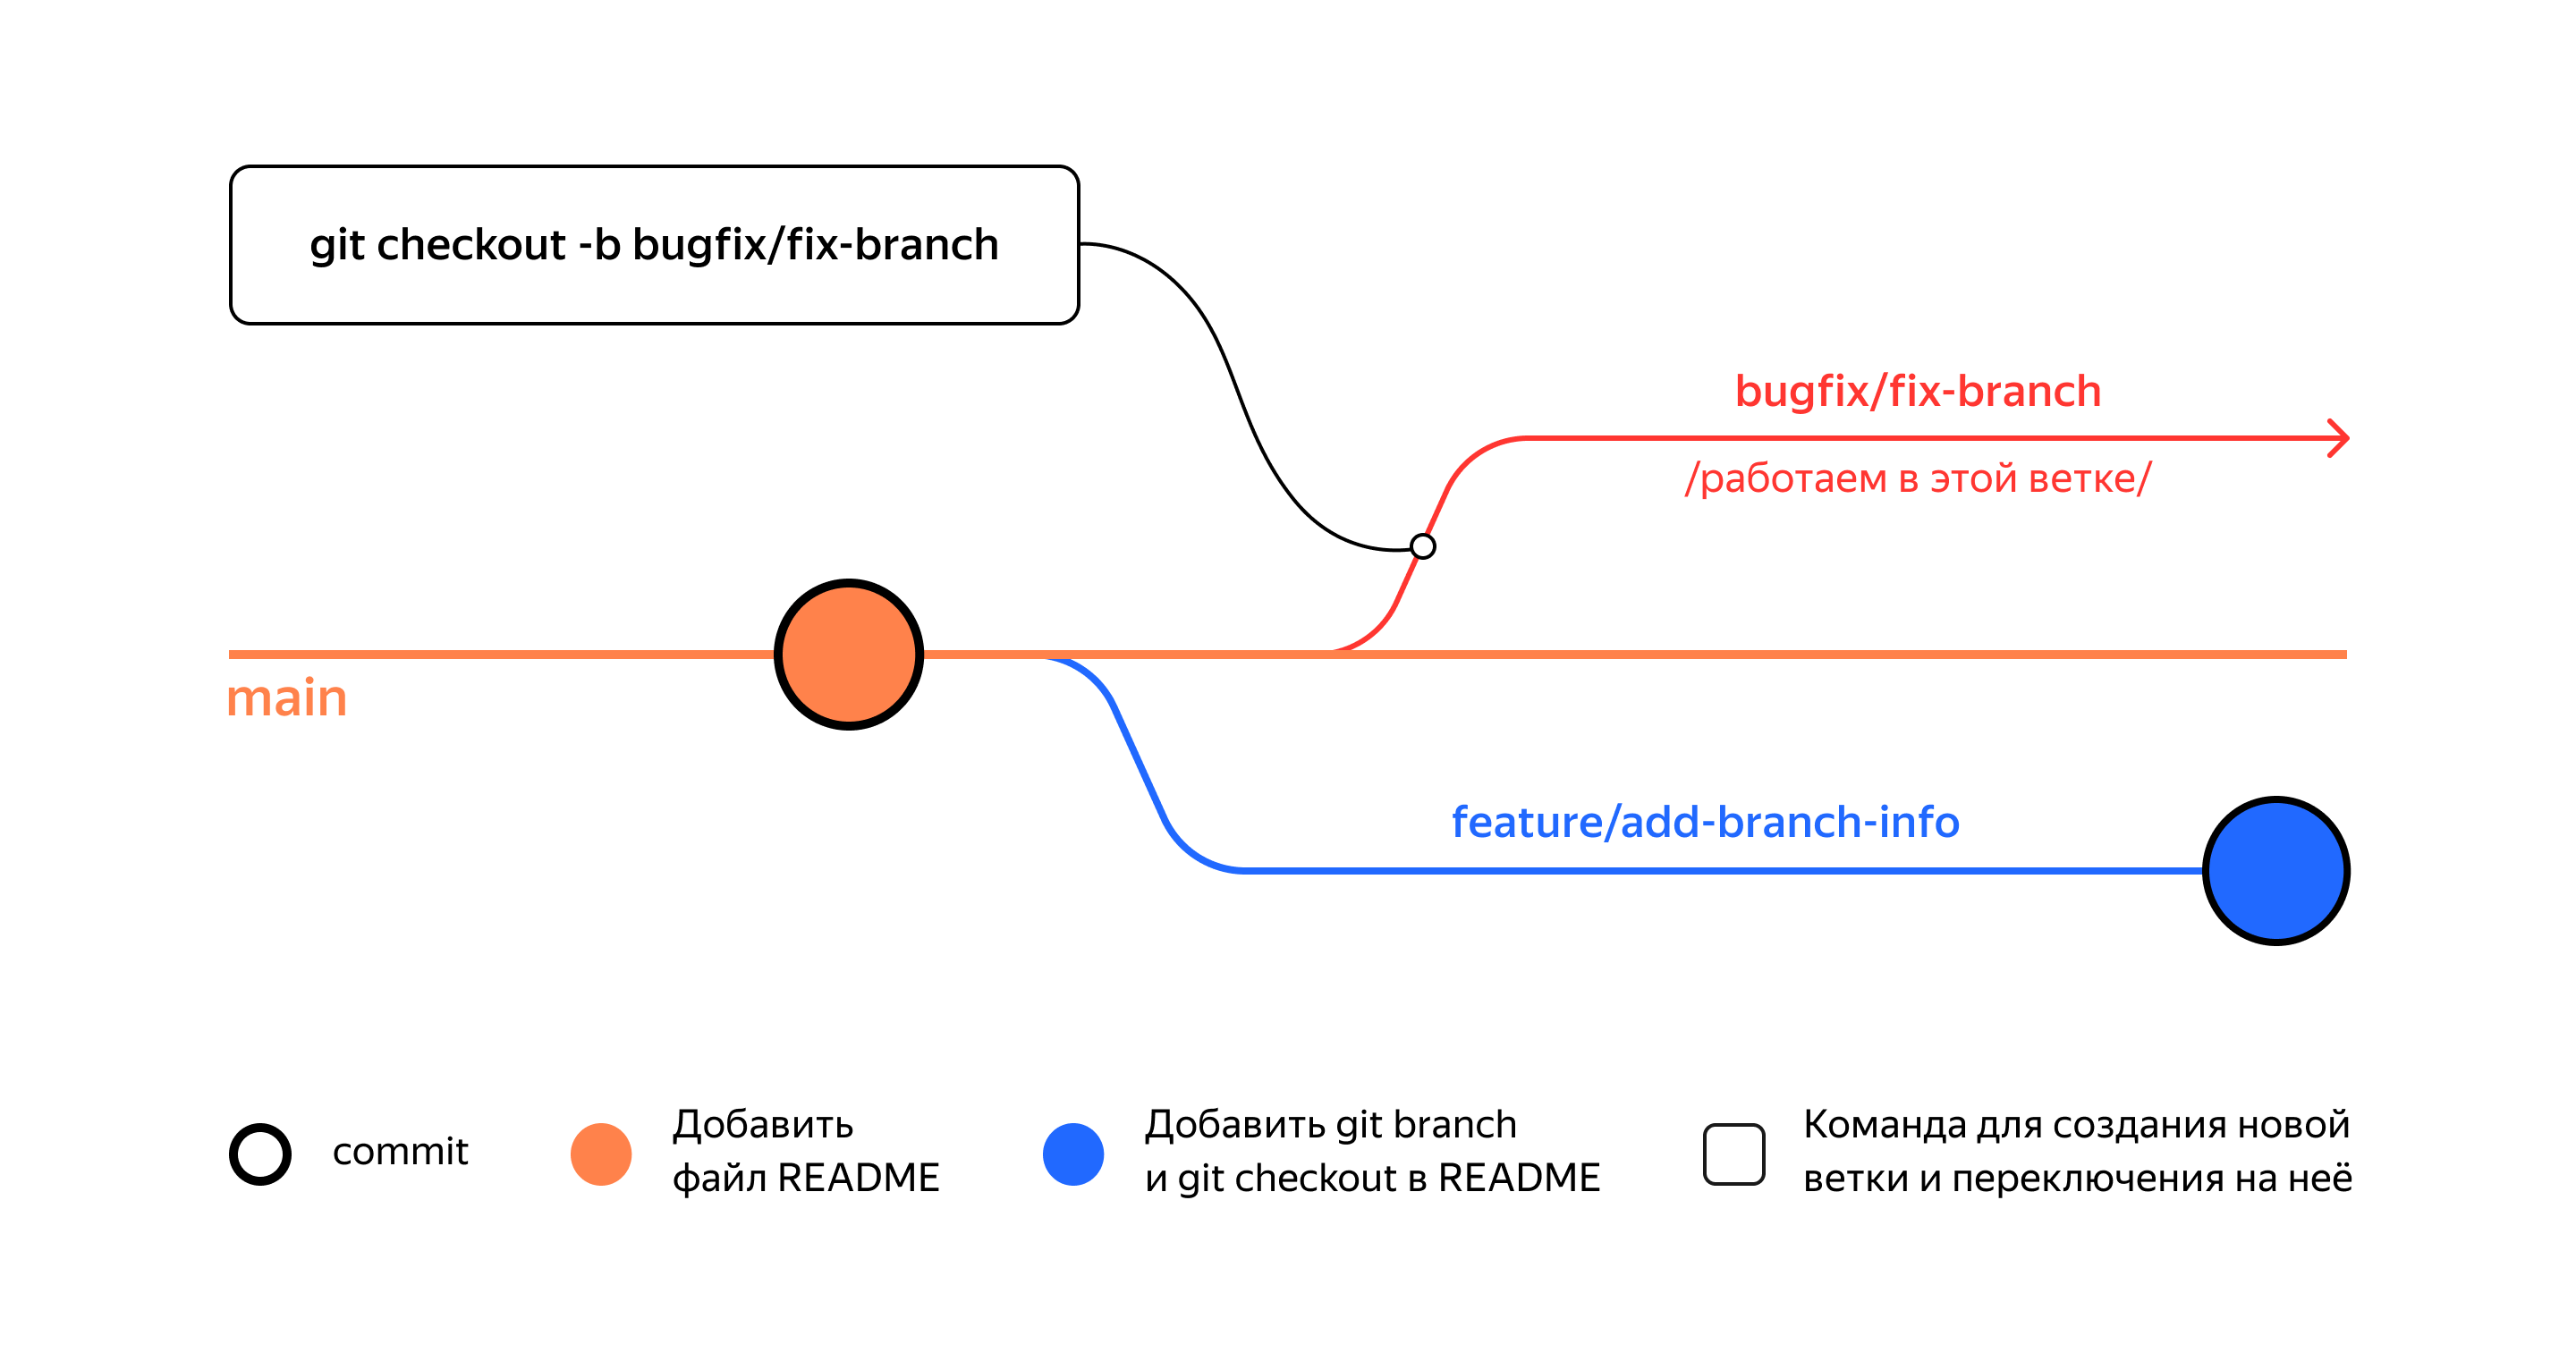 git checkout -b bugfix/fix-branch
bugfix/fix-branch
/работаем в этой ветке/
main
feature/add-branch-info
commit
Добавить
файл README
Добавить git branch
и git checkout в README
Команда для создания новой
ветки и переключения на неё